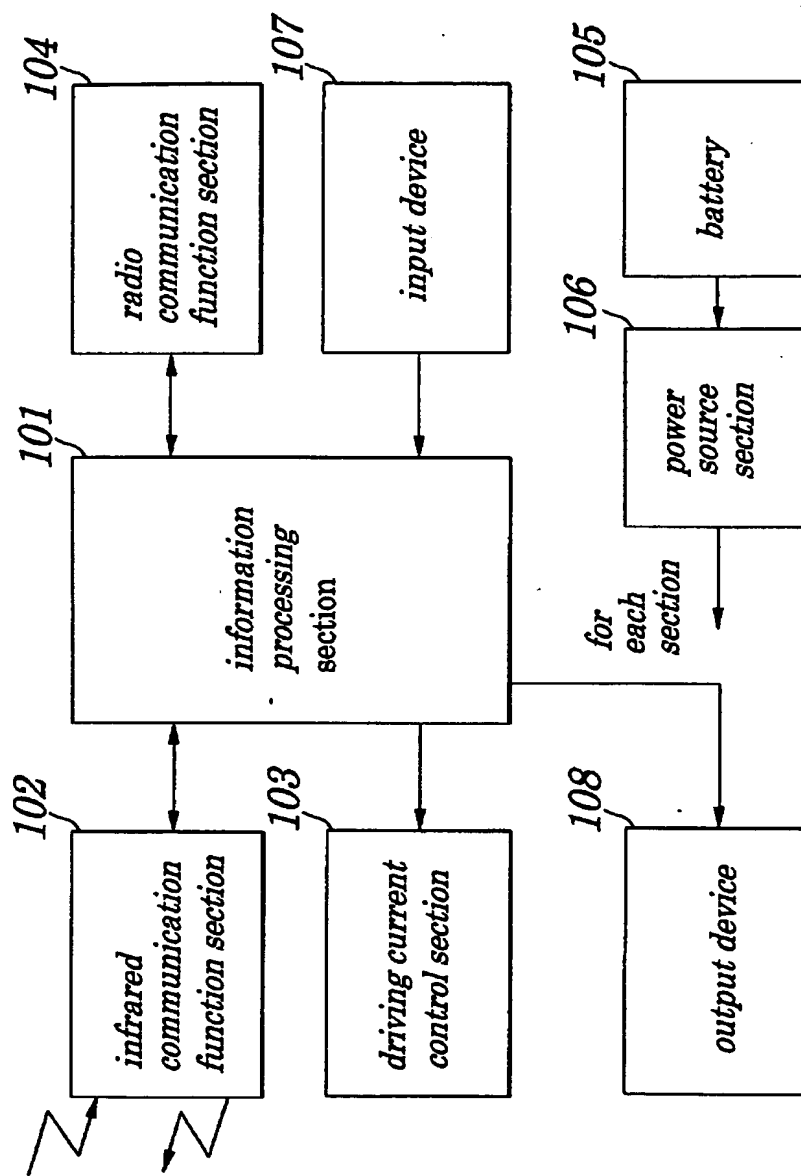 102
infrared
communication
function section
101
information
processing
section
104
radio
communication
function section
103
driving current
control section
107
input device
108
output device
for
each
section
106
power
source
section
105
battery